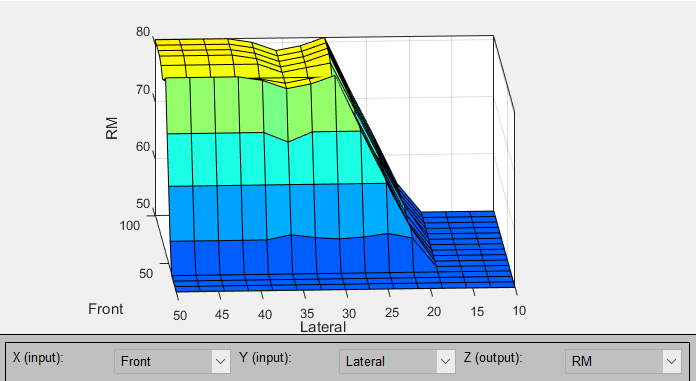 80
70
RM
60
50
100
50
Front
50 45 40 35 30 25 20 15 10
Lateral
X (input): Front Y (input): Lateral Z (output): RM